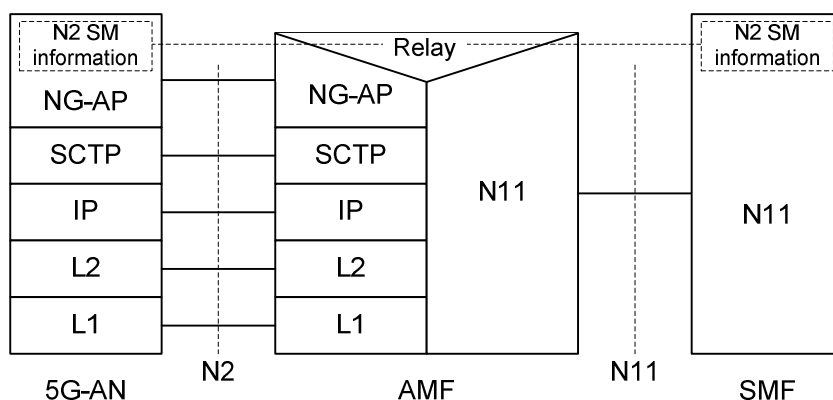 N2 SM
information
Relay
N2 SM
information
NG-AP
NG-AP
SCTP
SCTP
N11
N11
IP
IP
L2
L2
L1
L1
N2
N11
5G-AN
AMF
SMF